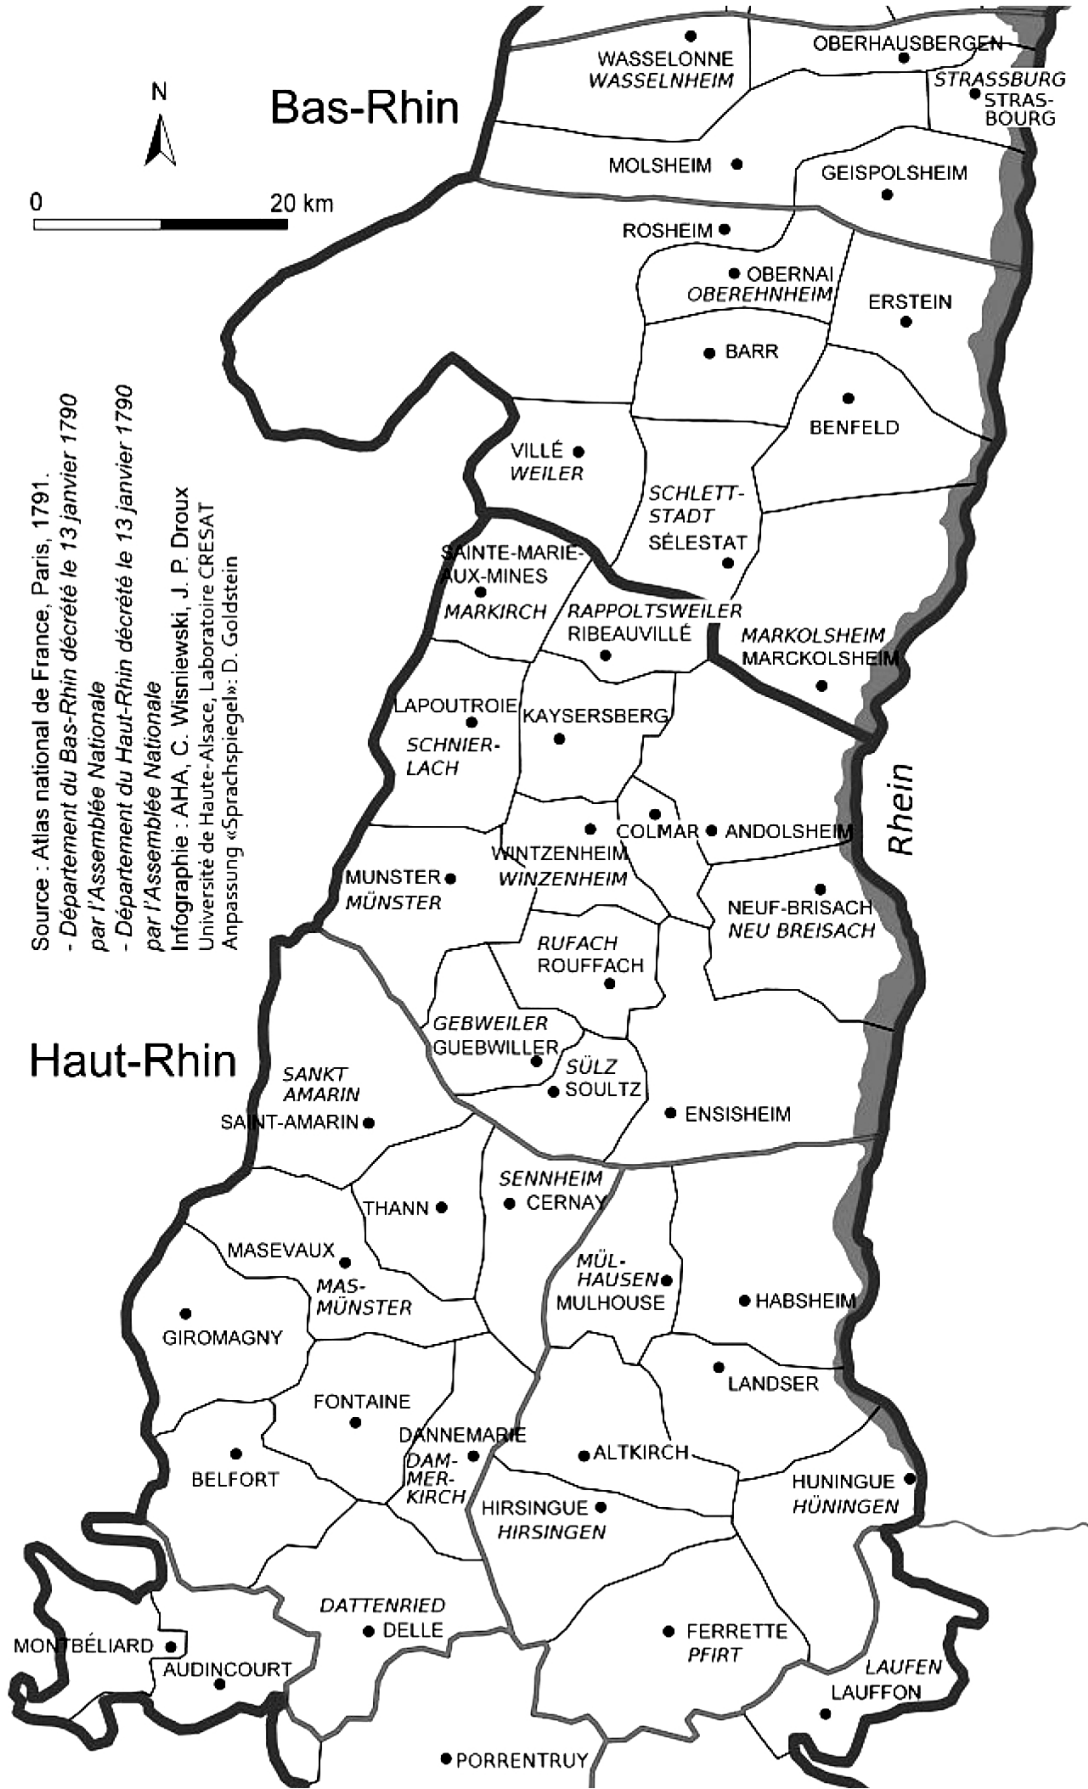 WASSELONNE
WASSELNHEIM
OBERHAUSBERGEN
STRASSBURG
STRAS-
BOURG
N
Bas-Rhin
0
20 km
MOLSHEIM
GEISPOLSHEIM
ROSHEIM
OBERNAI
OBEREHNHEIM
ERSTEIN
BARR
BENFELD
VILLÉ
WEILER
SCHLETT-
STADT
SÉLESTAT
SAINTE-MARIE-
AUX-MINES
MARKIRCH
RAPPOLTSWEILER
RIBEAUVILLÉ
MARKOLSHEIM
MARCKOLSHEIM
LAPOUTROIE
SCHNIER-
LACH
KAYSERSBERG
Rhein
COLMAR
ANDOLSHEIM
WINTZENHEIM
WINZENHEIM
MUNSTER
MÜNSTER
NEUF-BRISACH
NEU BREISACH
RUFACH
ROUFFACH
Source : Atlas national de France, Paris, 1791.
- Département du Bas-Rhin décrété le 13 janvier 1790
par l'Assemblée Nationale
- Département du Haut-Rhin décrété le 13 janvier 1790
par l'Assemblée Nationale
Infographie : AHA, C. Wisniewski, J. P. Droux
Université de Haute-Alsace, Laboratoire CRESAT
Anpassung «Sprachspiegel»: D. Goldstein
GEBWEILER
GUEBWILLER
Haut-Rhin
SÜLZ
SOULTZ
SANKT
AMARIN
SAINT-AMARIN
ENSISHEIM
THANN
SENNHEIM
CERNAY
MASEVAUX
MAS-
MÜNSTER
MÜL-
HAUSEN
MULHOUSE
HABSHEIM
GIROMAGNY
LANDSER
FONTAINE
DANNEMARIE
DAM-
MER-
KIRCH
ALTKIRCH
BELFORT
HUNINGUE
HÜNINGEN
HIRSINGUE
HIRSINGEN
DATTENRIED
DELLE
FERRETTE
PFIRT
MONTBÉLIARD
AUDINCOURT
LAUFEN
LAUFFON
PORRENTRUY